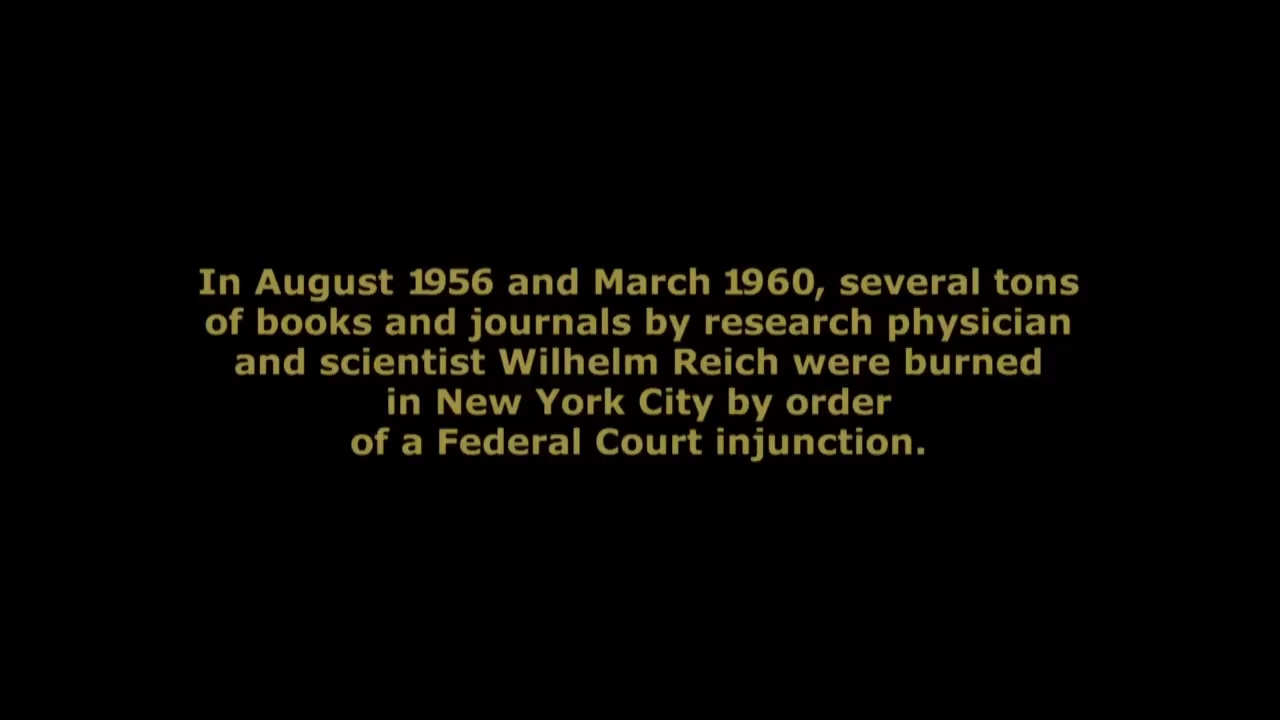 In August 1956 and March 1960, several tons
of books and journals by research physician
and scientist Wilhelm Reich were burned
in New York City by order
of a Federal Court injunction.